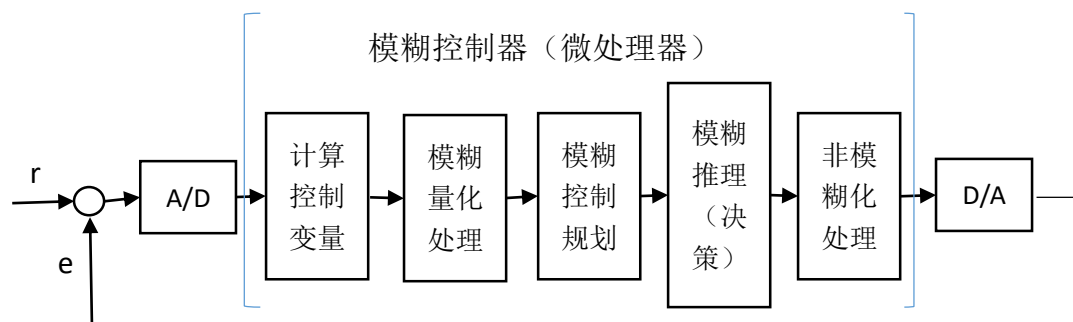 模糊控制器（微处理器）
r
e
A/D
计算
控制
变量
模糊
量化
处理
模糊
控制
规划
模糊
推理
（决
策）
非模
糊化
处理
D/A